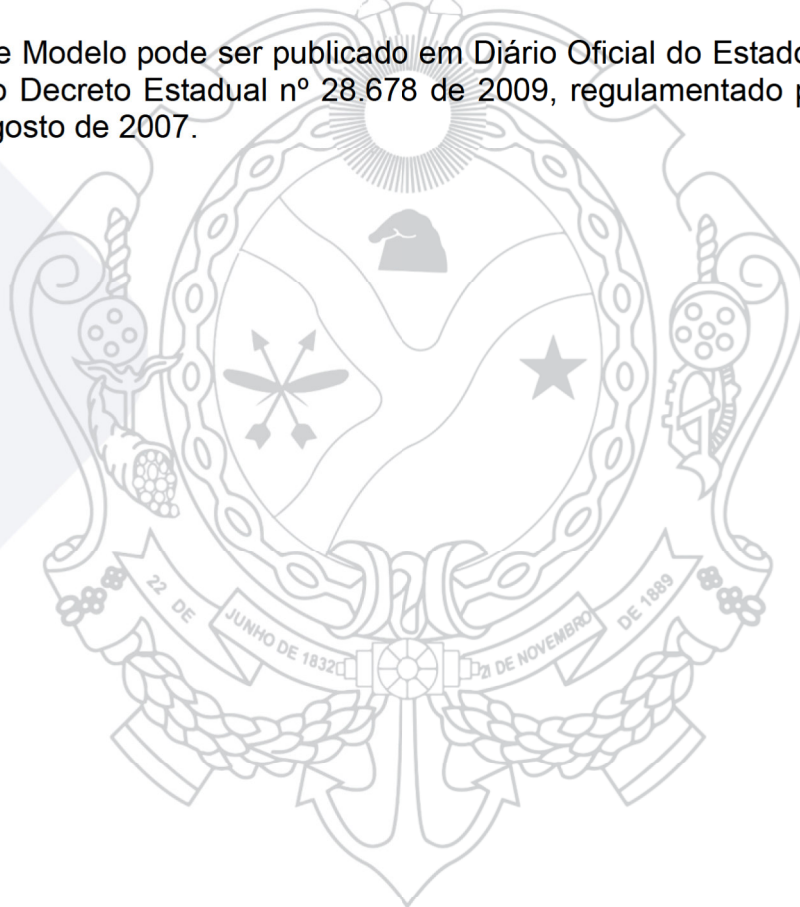 e Modelo pode ser publicado em Diário Oficial do Estado
o Decreto Estadual nº 28.678 de 2009, regulamentado p
gosto de 2007.
22 DE JUNHO DE 1832 21 DE NOVEMBRO DE 1889